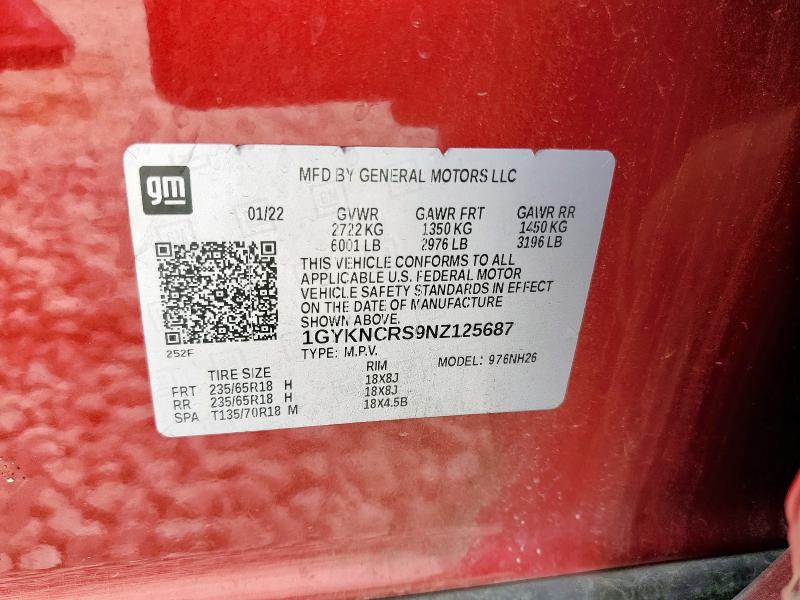 gm
MFD BY GENERAL MOTORS LLC
01/22 GVWR GAWR FRT GAWR RR
2722 KG 1350 KG 1450 KG
6001 LB 2976 LB 3196 LB
THIS VEHICLE CONFORMS TO ALL
APPLICABLE U.S. FEDERAL MOTOR
VEHICLE SAFETY STANDARDS IN EFFECT
ON THE DATE OF MANUFACTURE
SHOWN ABOVE.
1GYKNCRS9NZ125687
252F
TYPE: M.P.V. MODEL: 976NH26
TIRE SIZE RIM
FRT 235/65R18 H 18X8J
RR 235/65R18 H 18X8J
SPA T135/70R18 M 18X4.5B